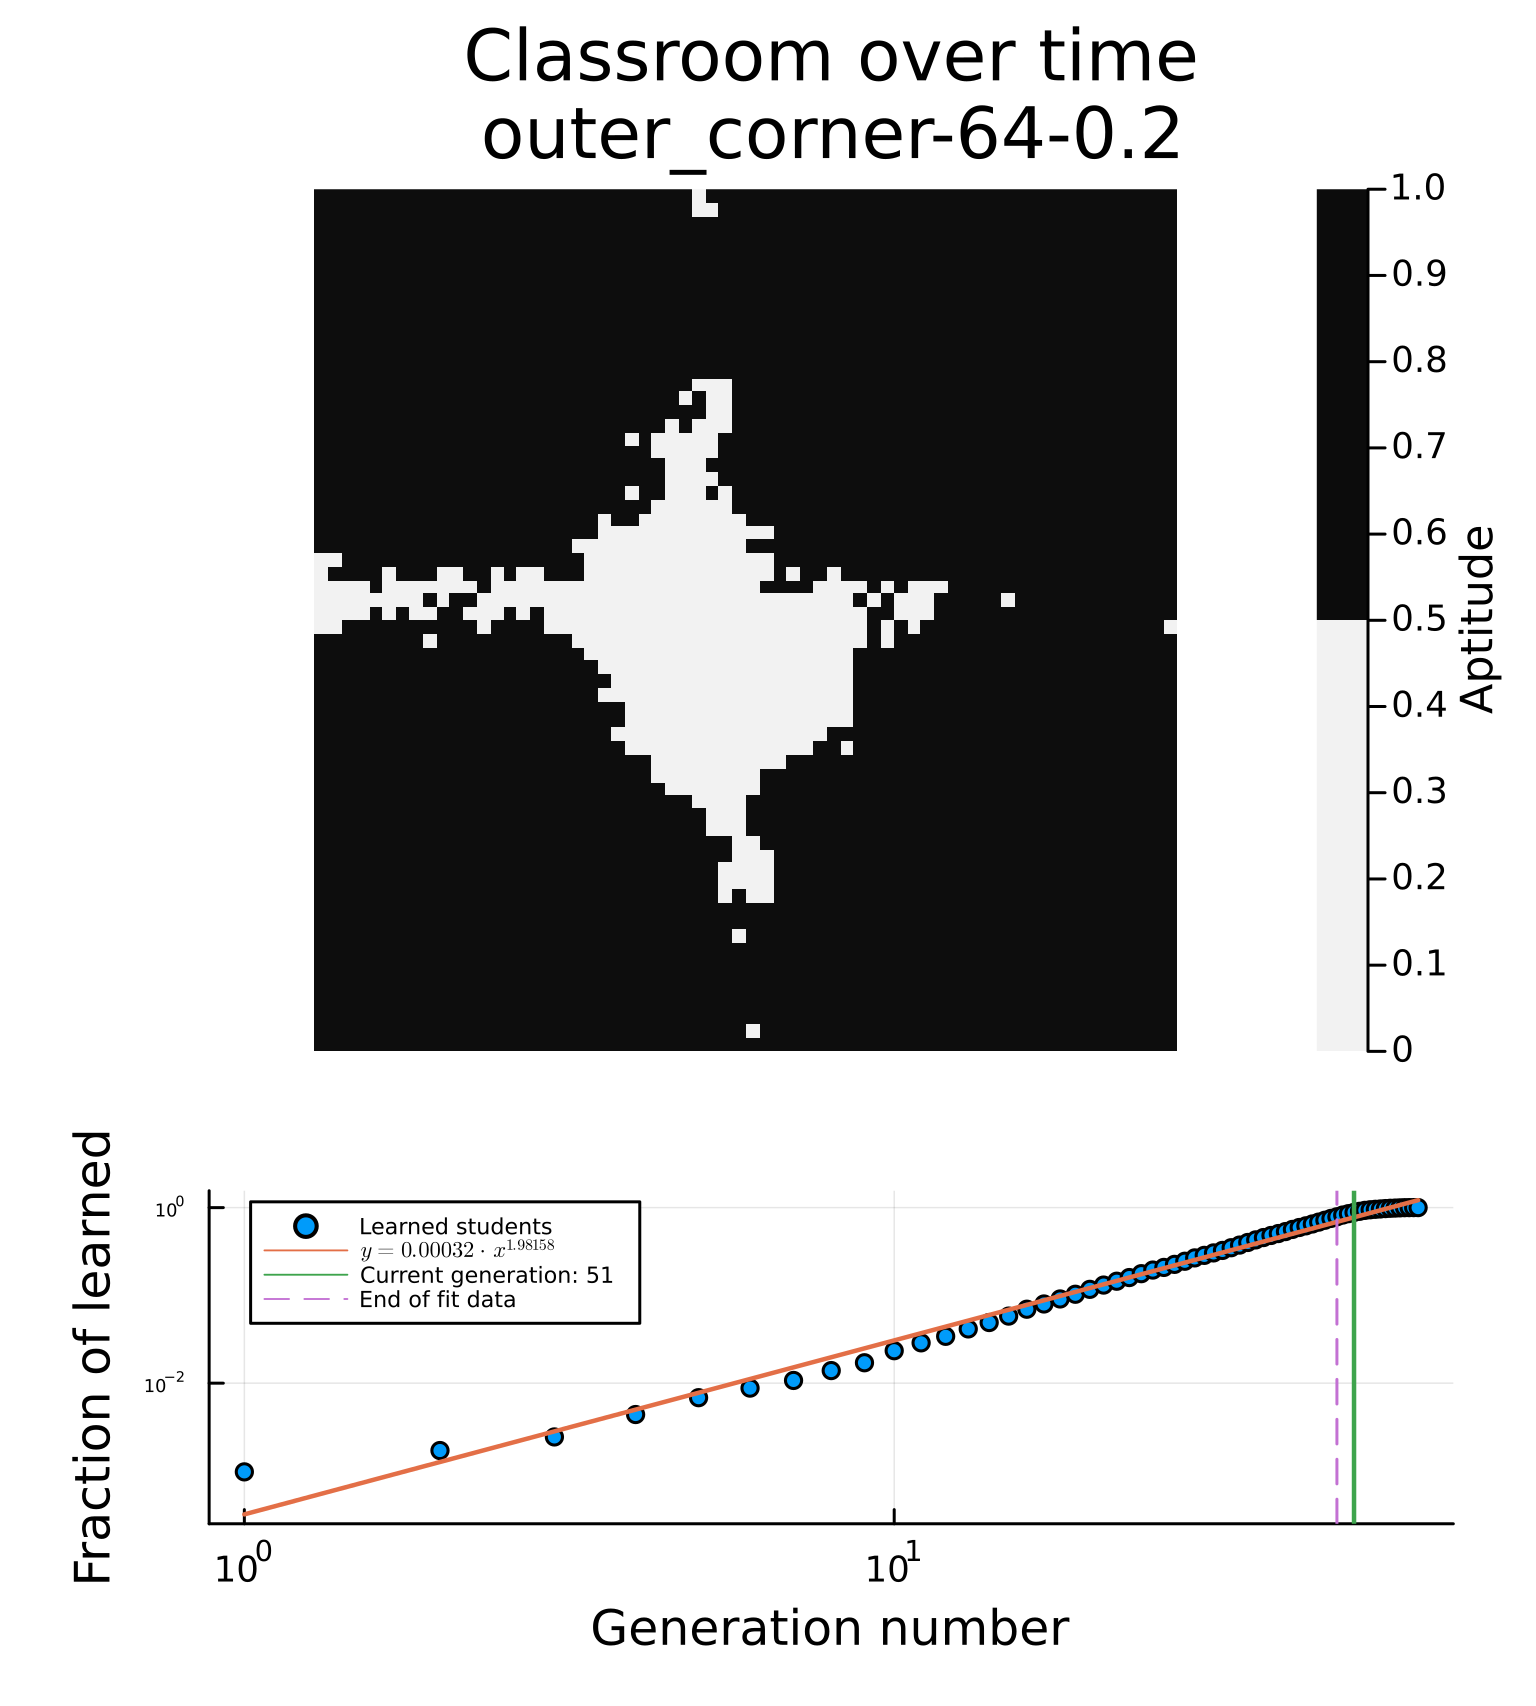 Classroom over time
outer_corner-64-0.2
1.0
0.9
0.8
0.7
0.6
0.5
0.4
0.3
0.2
0.1
0
Aptitude
Fraction of learned
10⁰
10⁻²
Learned students
y = 0.00032 · x^1.98158
Current generation: 51
End of fit data
10⁰
10¹
Generation number